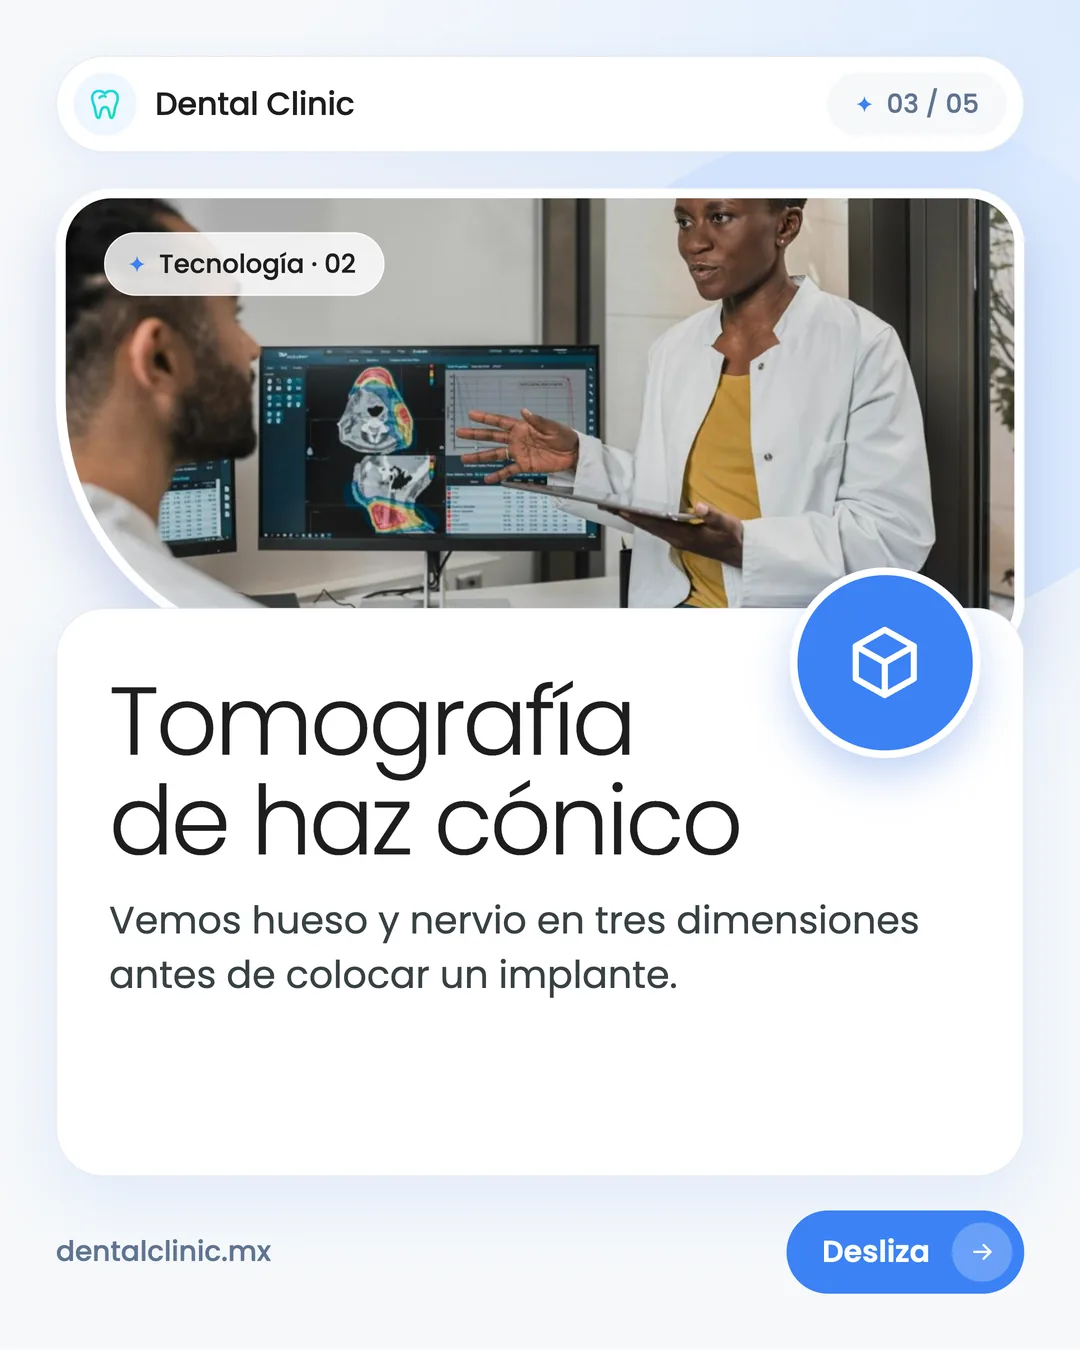 Dental Clinic
03 / 05
Tecnología · 02
Tomografía
de haz cónico
Vemos hueso y nervio en tres dimensiones
antes de colocar un implante.
dentalclinic.mx
Desliza